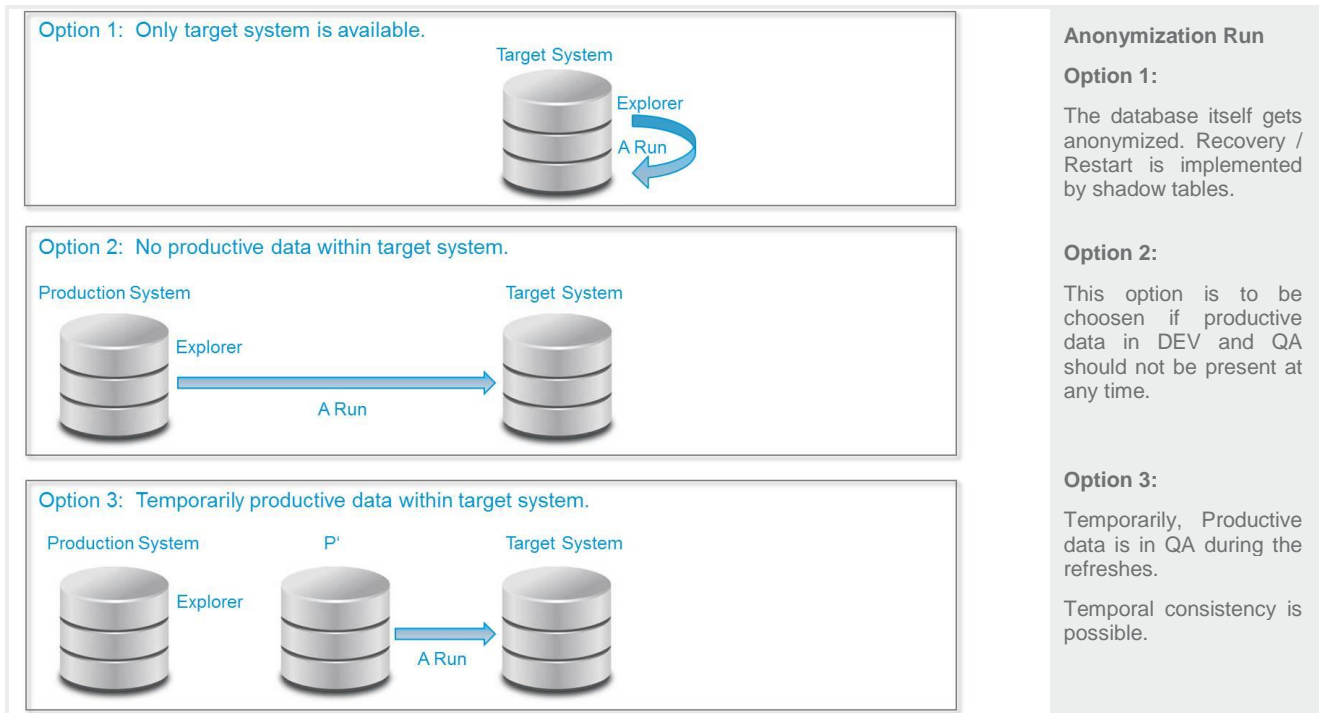 Option 1: Only target system is available.
Target System
Explorer
A Run
Option 2: No productive data within target system.
Production System
Target System
Explorer
A Run
Option 3: Temporarily productive data within target system.
Production System
P‘
Target System
Explorer
A Run
Anonymization Run
Option 1:
The database itself gets
anonymized. Recovery /
Restart is implemented
by shadow tables.
Option 2:
This option is to be
choosen if productive
data in DEV and QA
should not be present at
any time.
Option 3:
Temporarily, Productive
data is in QA during the
refreshes.
Temporal consistency is
possible.